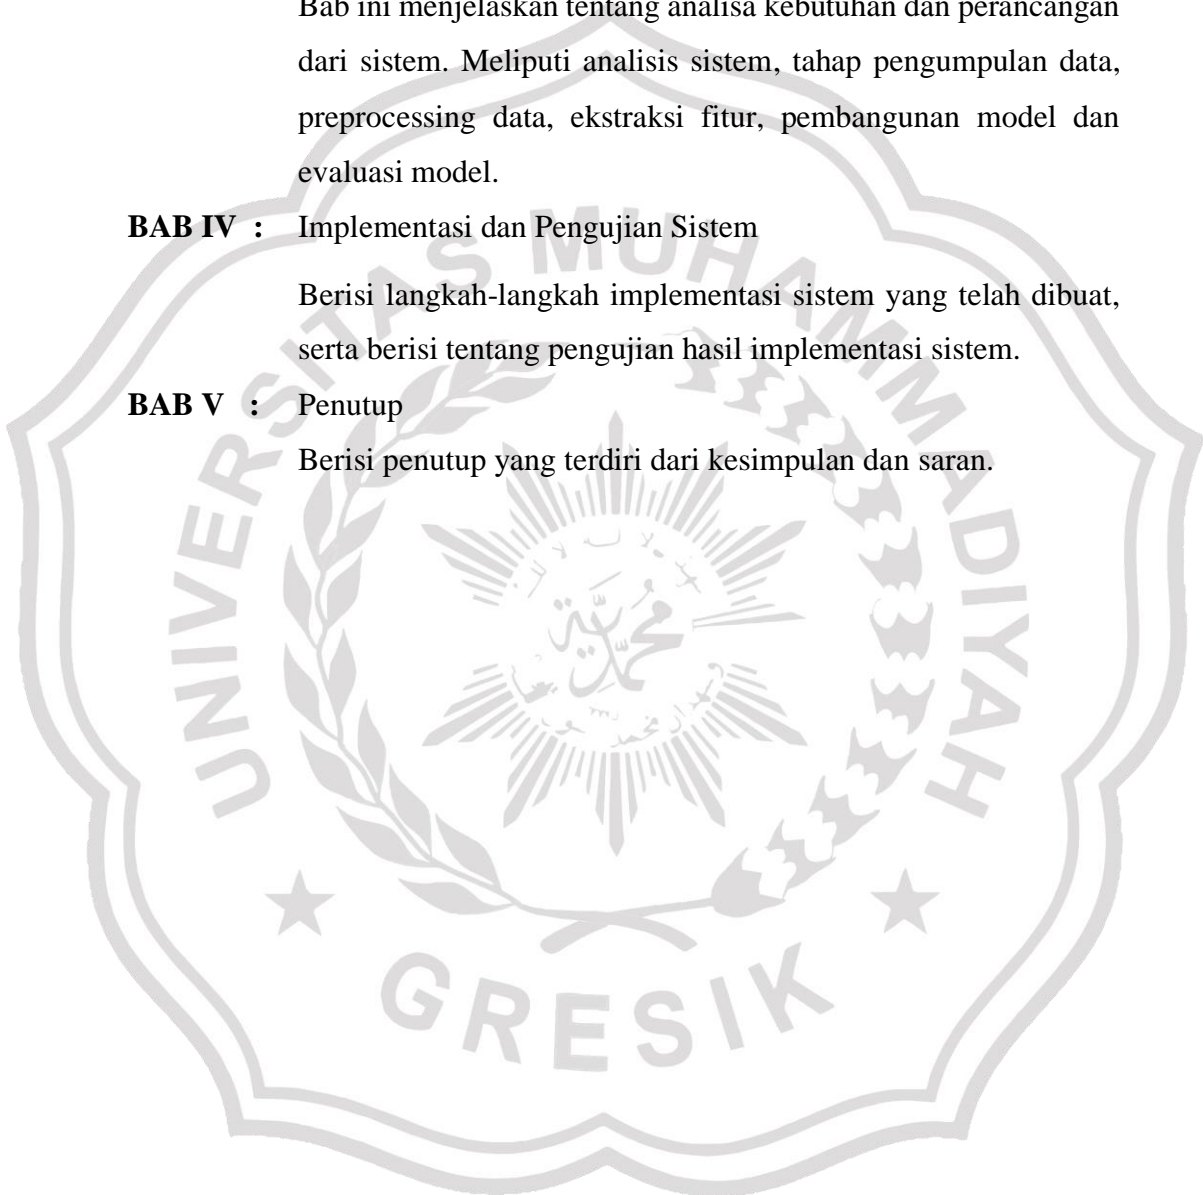 Bab ini menjelaskan tentang analisa kebutuhan dan perancangan
dari sistem. Meliputi analisis sistem, tahap pengumpulan data,
preprocessing data, ekstraksi fitur, pembangunan model dan
evaluasi model.
BAB IV : Implementasi dan Pengujian Sistem
Berisi langkah-langkah implementasi sistem yang telah dibuat,
serta berisi tentang pengujian hasil implementasi sistem.
BAB V : Penutup
Berisi penutup yang terdiri dari kesimpulan dan saran.
UNIVERSITAS MUHAMMADIYAH
GRESIK